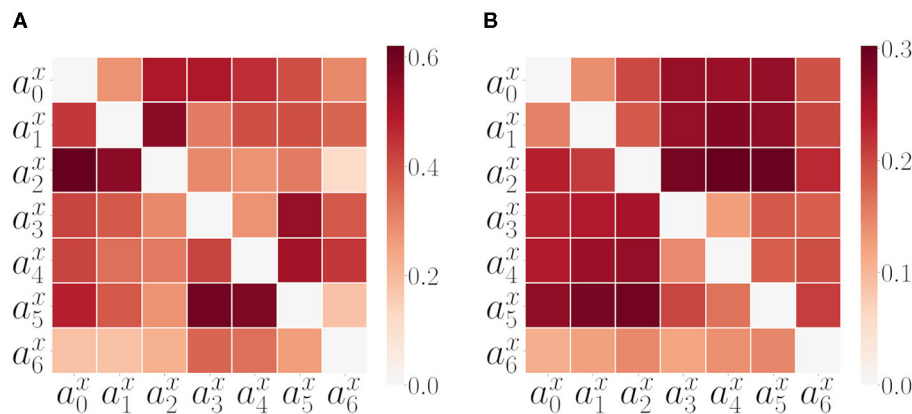 A
B
a_0^x
a_1^x
a_2^x
a_3^x
a_4^x
a_5^x
a_6^x
a_0^x a_1^x a_2^x a_3^x a_4^x a_5^x a_6^x
0.6
0.4
0.2
0.0
a_0^x
a_1^x
a_2^x
a_3^x
a_4^x
a_5^x
a_6^x
a_0^x a_1^x a_2^x a_3^x a_4^x a_5^x a_6^x
0.3
0.2
0.1
0.0